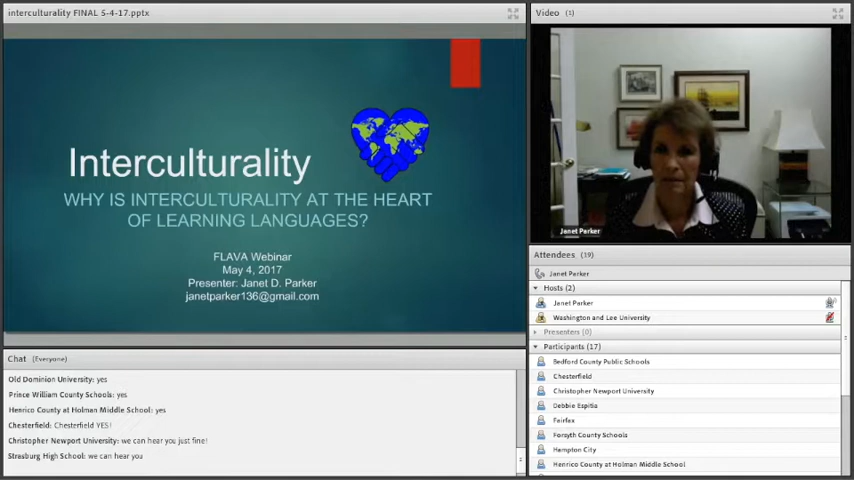 interculturality FINAL 5-4-17.pptx
Interculturality
WHY IS INTERCULTURALITY AT THE HEART
OF LEARNING LANGUAGES?
FLAVA Webinar
May 4, 2017
Presenter: Janet D. Parker
janetparker136@gmail.com
Chat (Everyone)
Old Dominion University: yes
Prince William County Schools: yes
Henrico County at Holman Middle School: yes
Chesterfield: Chesterfield YES!
Christopher Newport University: we can hear you just fine!
Strasburg High School: we can hear you
Video (1)
Janet Parker
Attendees (19)
Janet Parker
Hosts (2)
Janet Parker
Washington and Lee University
Presenters (0)
Participants (17)
Bedford County Public Schools
Chesterfield
Christopher Newport University
Debbie Espitia
Fairfax
Forsyth County Schools
Hampton City
Henrico County at Holman Middle School